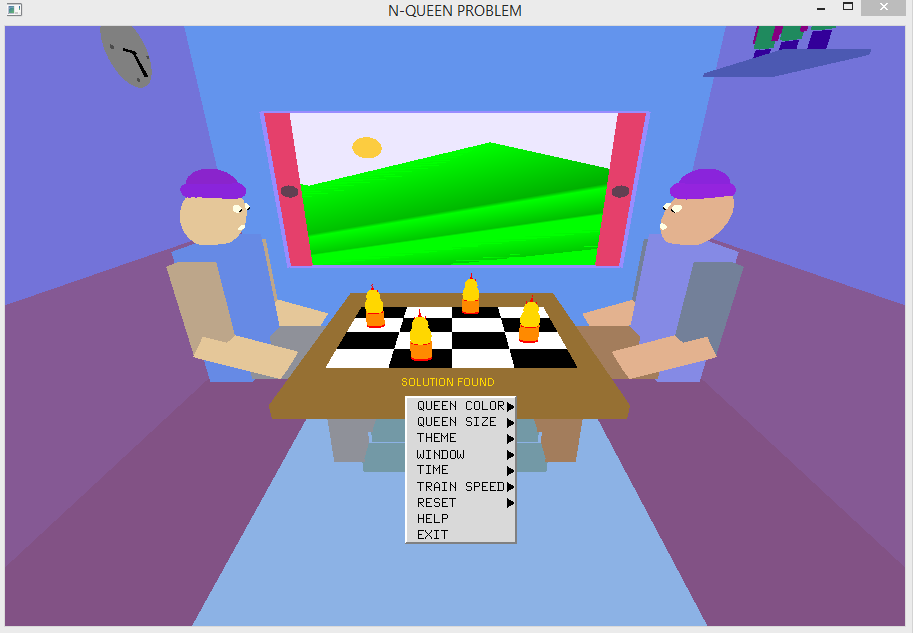 N-QUEEN PROBLEM
SOLUTION FOUND
QUEEN COLOR
QUEEN SIZE
THEME
WINDOW
TIME
TRAIN SPEED
RESET
HELP
EXIT